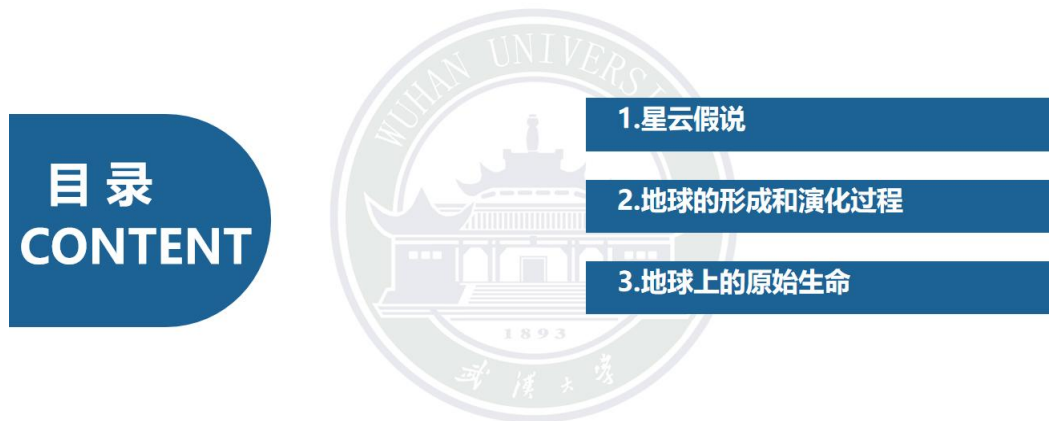 目录
CONTENT
1.星云假说
2.地球的形成和演化过程
3.地球上的原始生命
WUHAN UNIVERSI
1893
武汉大学